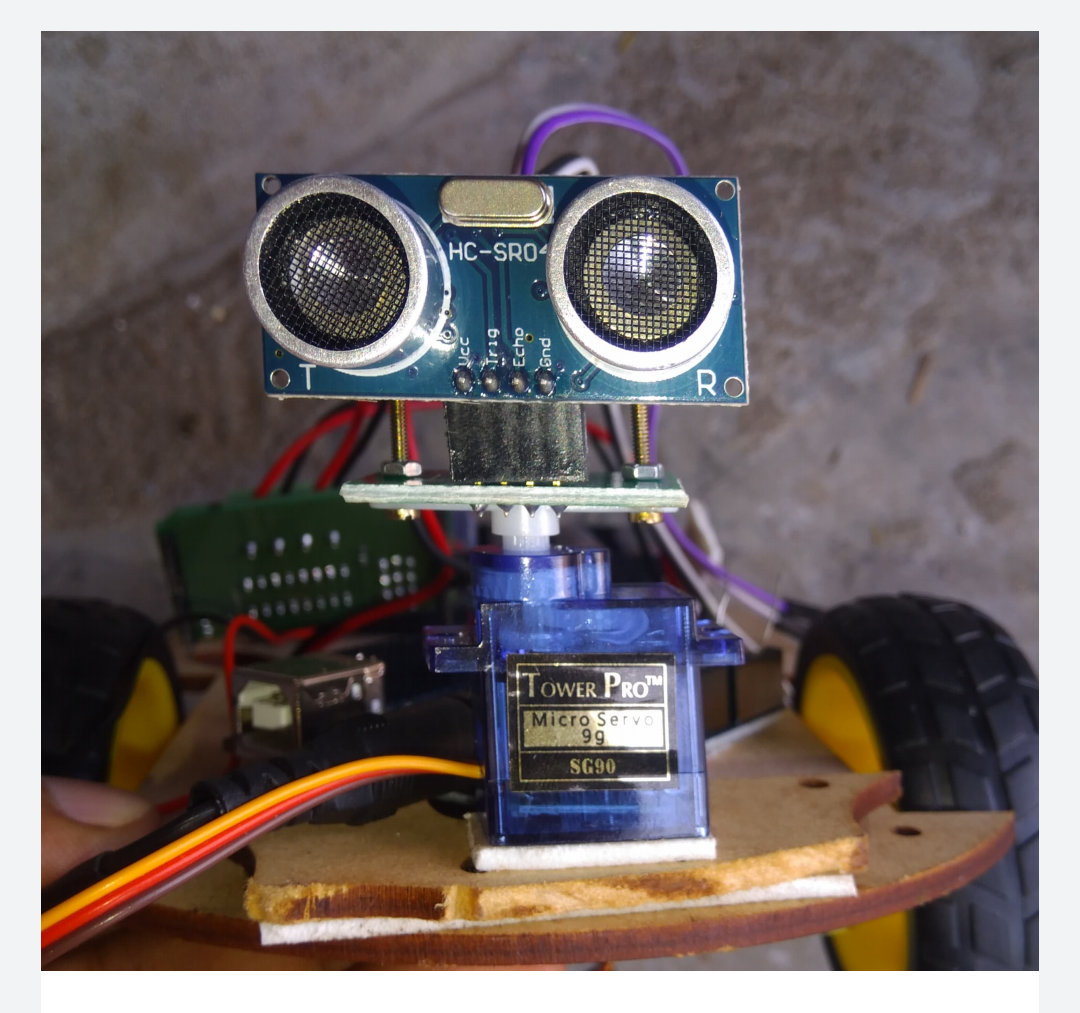 HC-SR04
Vcc
Trig
Echo
Gnd
T
R
TOWER PRO™
Micro Servo
9g
SG90